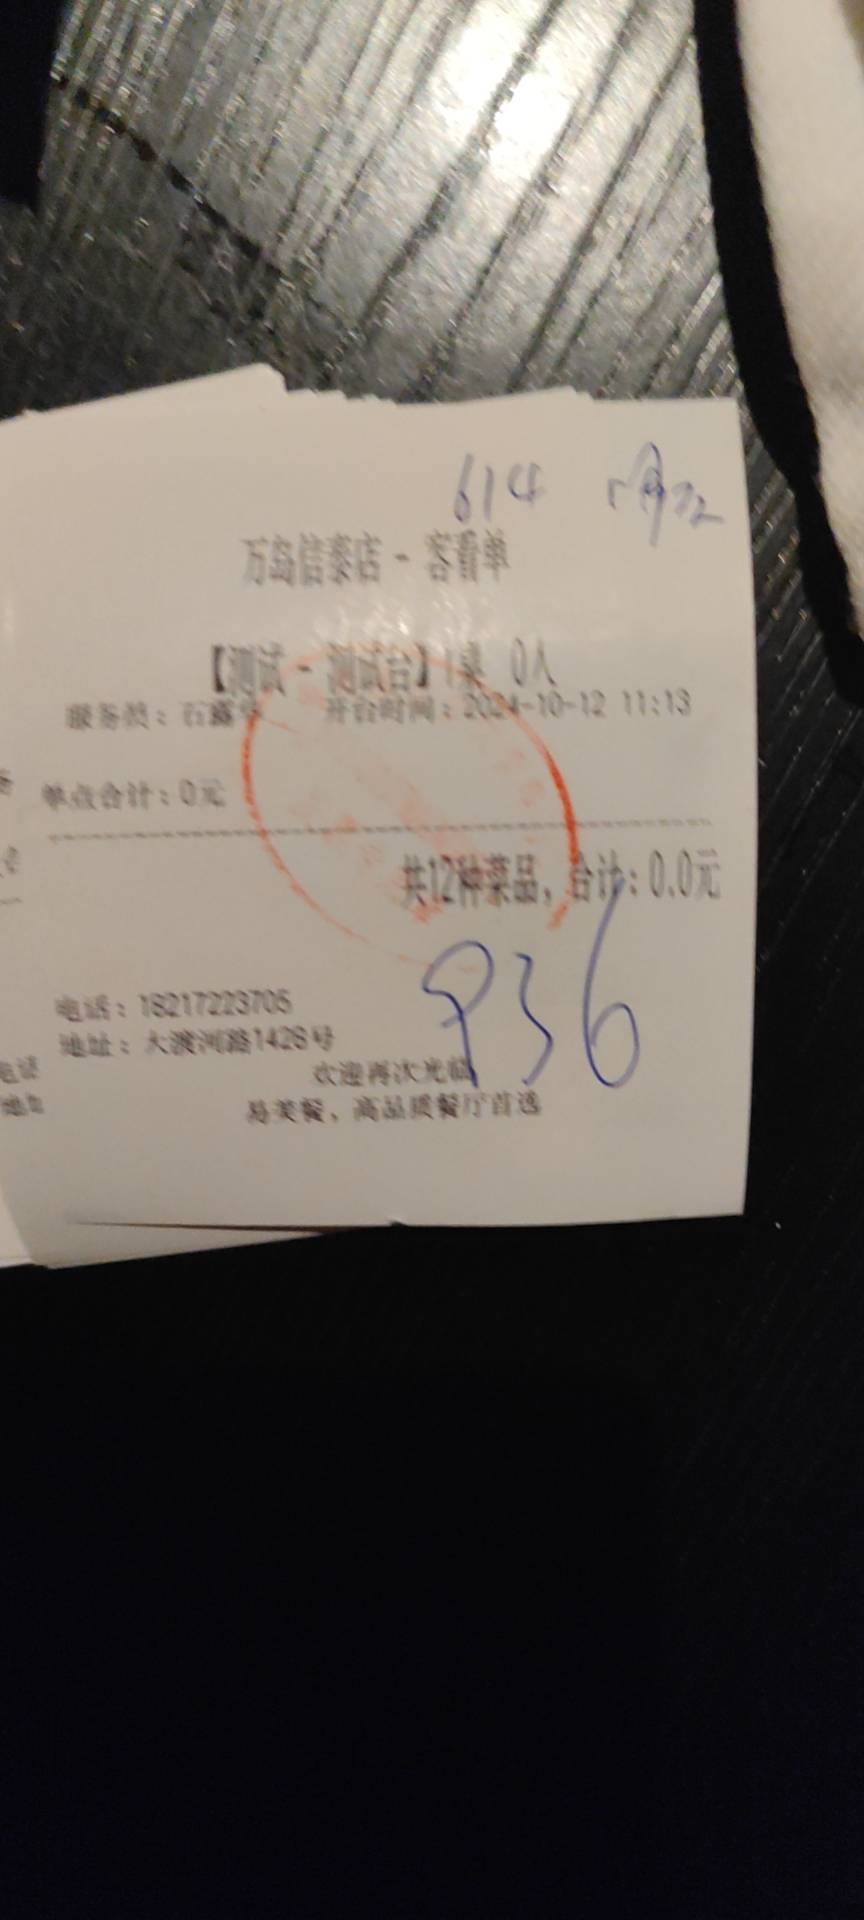 614
万岛信泰店 - 客看单
【测试 - 测试台】1桌 0人
服务员：石露 开台时间：2024-10-12 11:13
单点合计：0元
共12种菜品，合计：0.0元
936
电话：18217223705
地址：大渡河路1428号
欢迎再次光临
易美餐，高品质餐厅首选
电话